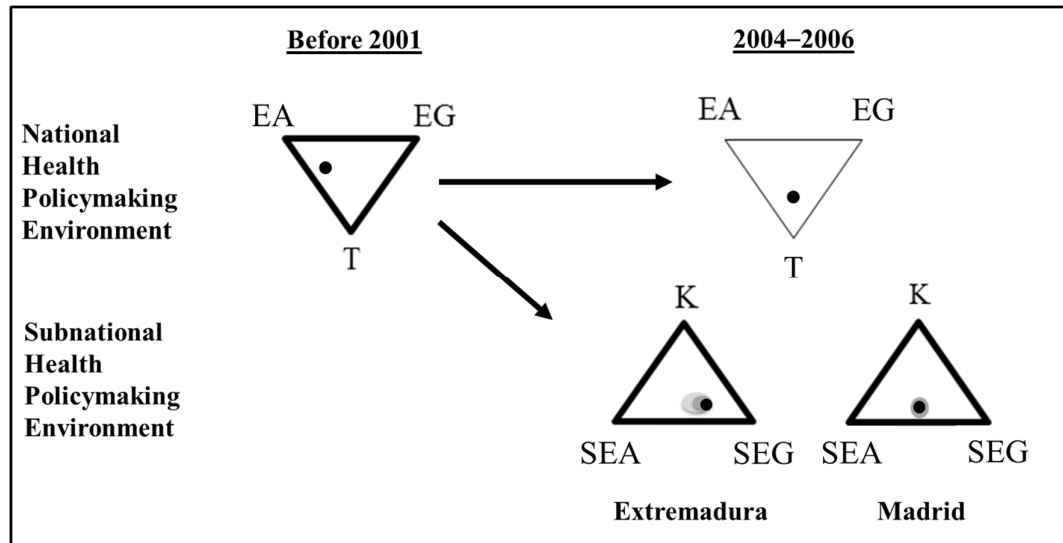 Before 2001
2004–2006
National
Health
Policymaking
Environment
EA
EG
T
EA
EG
T
Subnational
Health
Policymaking
Environment
K
SEA
SEG
K
SEA
SEG
Extremadura
Madrid